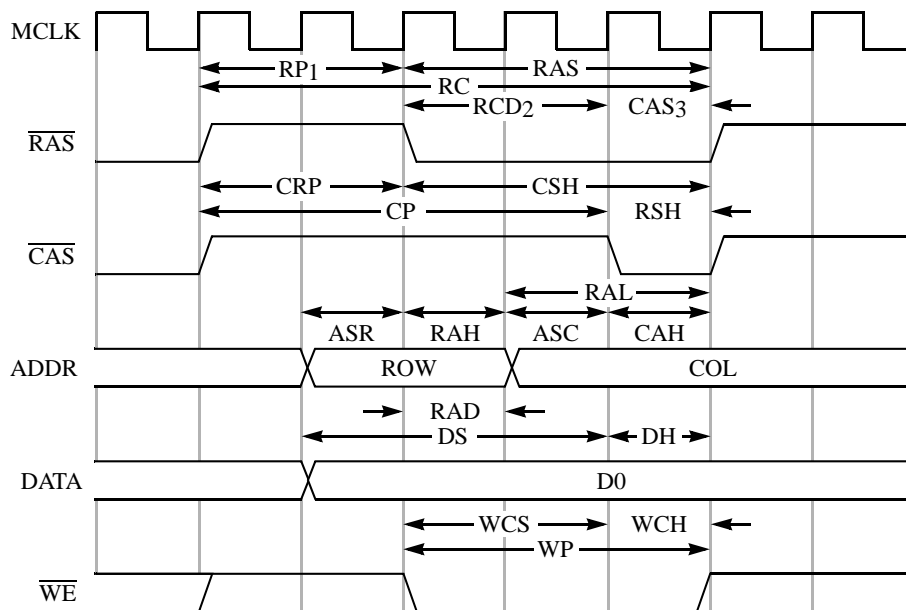 MCLK
RP1 RAS
RC
RCD2 CAS3
RAS
CRP CSH
CP RSH
CAS
RAL
ASR RAH ASC CAH
ADDR ROW COL
RAD
DS DH
DATA D0
WCS WCH
WP
WE